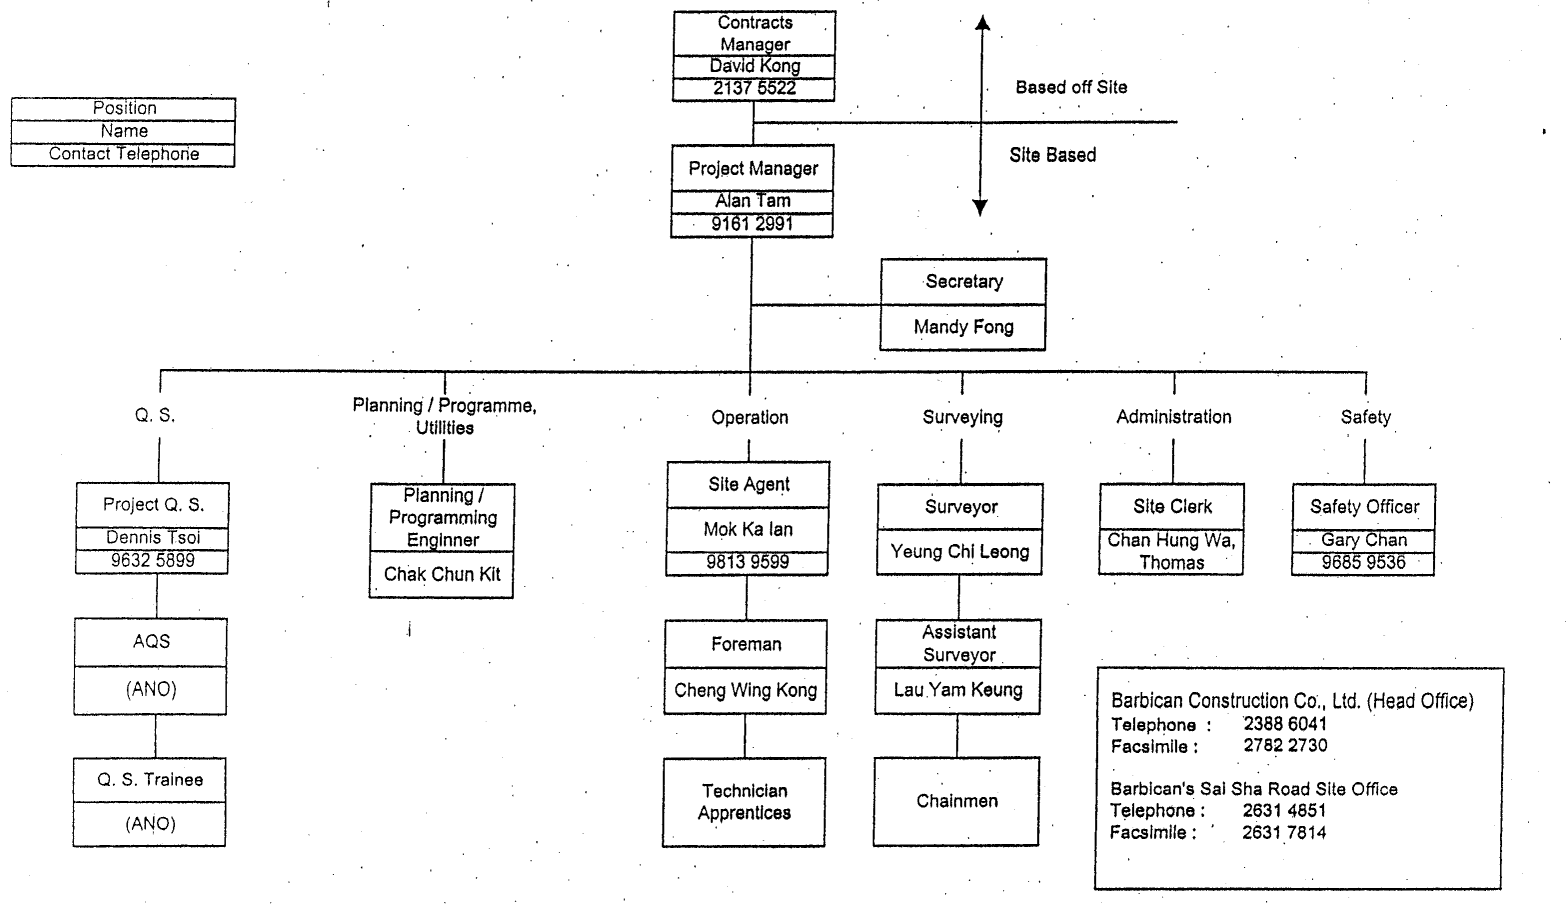 Contracts
Manager
David Kong
2137 5522
Based off Site
Site Based
Position
Name
Contact Telephone
Project Manager
Alan Tam
9161 2991
Secretary
Mandy Fong
Q. S.
Planning / Programme,
Utilities
Operation
Surveying
Administration
Safety
Project Q. S.
Dennis Tsoi
9632 5899
AQS
(ANO)
Q. S. Trainee
(ANO)
Planning /
Programming
Enginner
Chak Chun Kit
Site Agent
Mok Ka Ian
9813 9599
Foreman
Cheng Wing Kong
Technician
Apprentices
Surveyor
Yeung Chi Leong
Assistant
Surveyor
Lau Yam Keung
Chainmen
Site Clerk
Chan Hung Wa,
Thomas
Safety Officer
Gary Chan
9685 9536
Barbican Construction Co., Ltd. (Head Office)
Telephone : 2388 6041
Facsimile : 2782 2730
Barbican's Sai Sha Road Site Office
Telephone : 2631 4851
Facsimile : 2631 7814